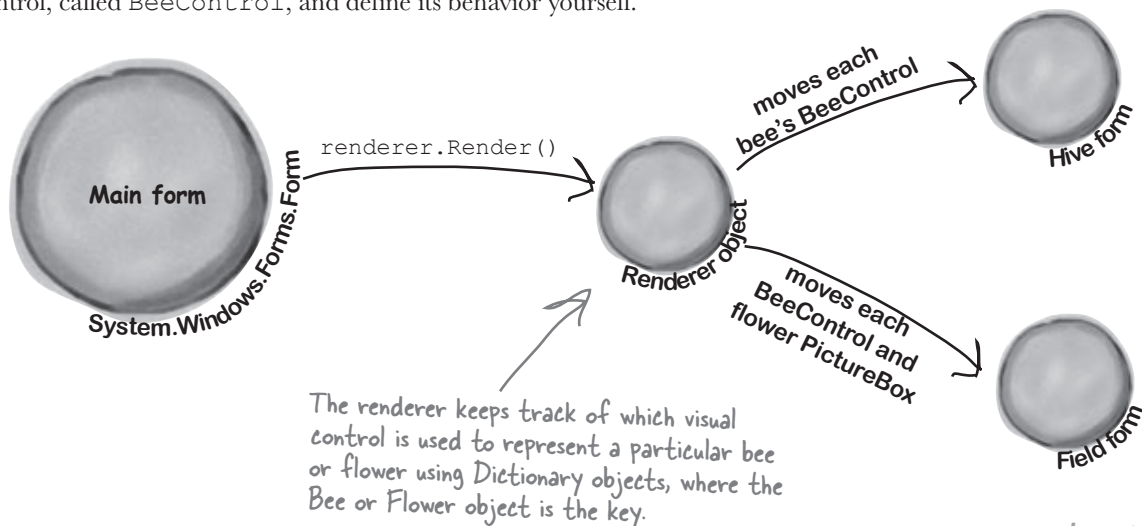 ntrol, called BeeControl, and define its behavior yourself.
Main form
System.Windows.Forms.Form
renderer.Render()
Renderer object
moves each
bee's BeeControl
Hive form
moves each
BeeControl and
flower PictureBox
Field form
The renderer keeps track of which visual
control is used to represent a particular bee
or flower using Dictionary objects, where the
Bee or Flower object is the key.